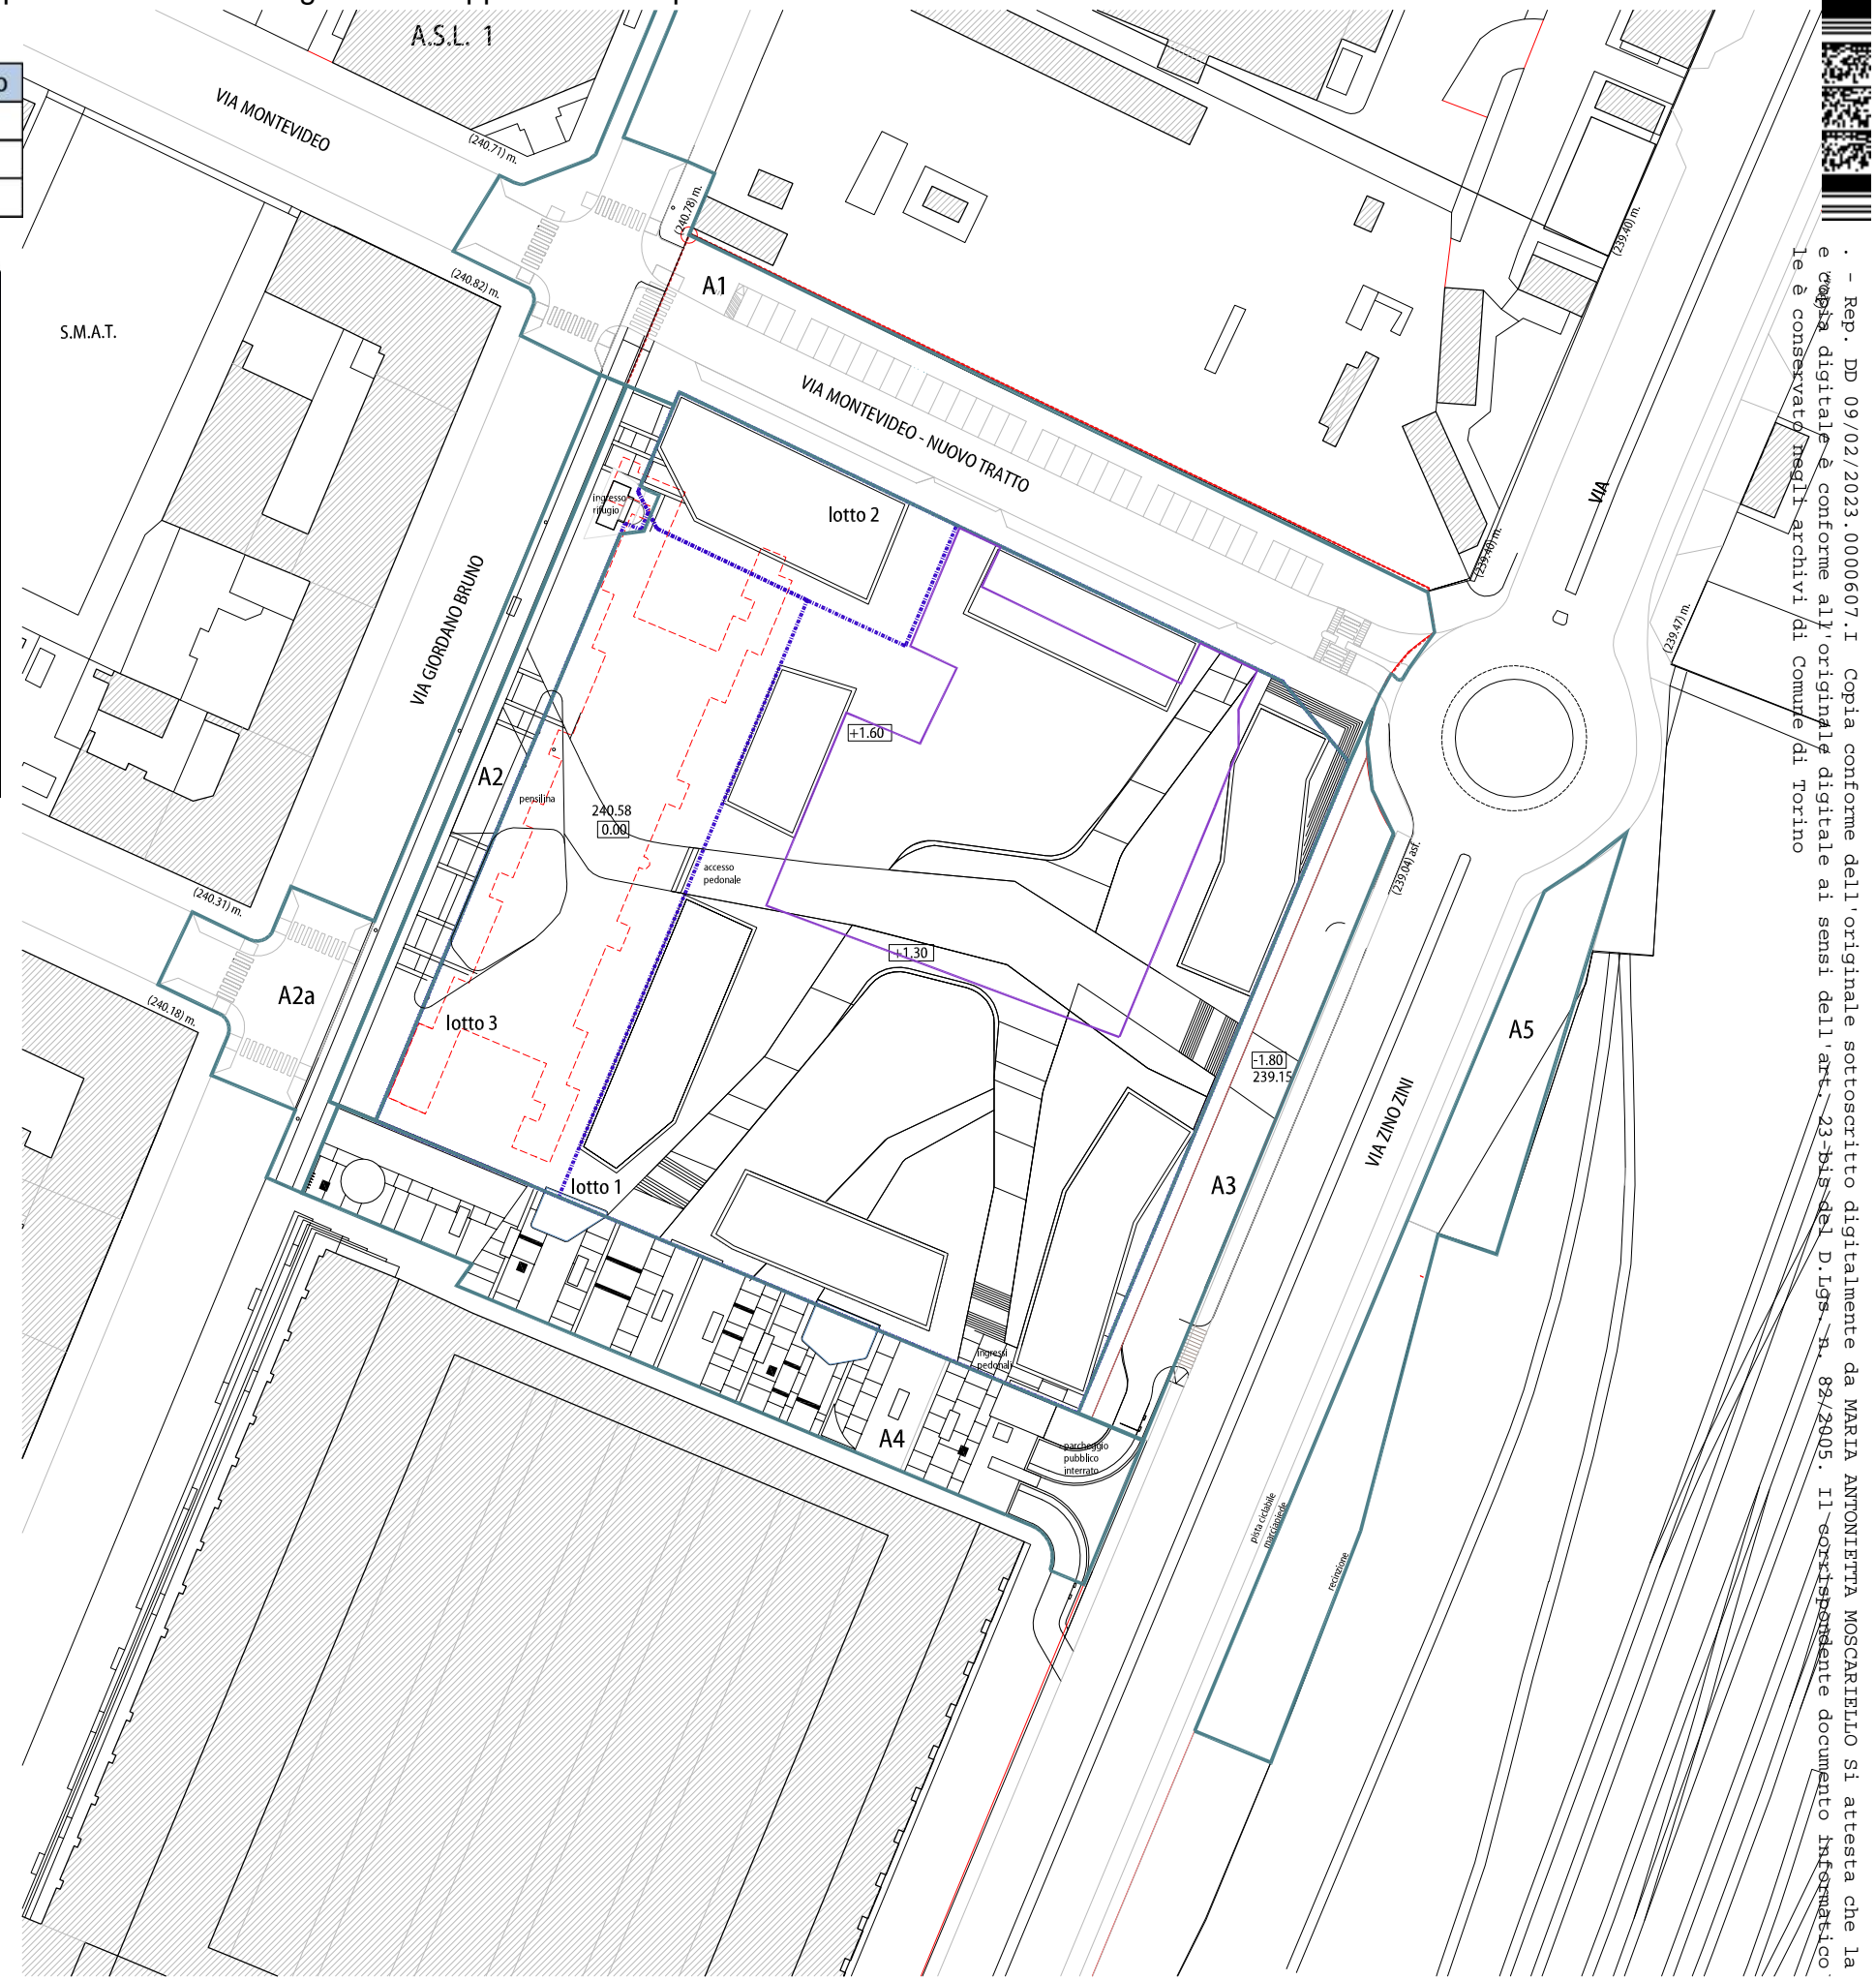 A.S.L. 1
VIA MONTEVIDEO
(240.71) m.
(240.78) m.
(240.82) m.
A1
S.M.A.T.
(239.40) m.
VIA MONTEVIDEO - NUOVO TRATTO
VIA
ingresso
rifugio
lotto 2
(239.40) m.
VIA GIORDANO BRUNO
(239.47) m.
+1.60
A2
pensilina
240.58
0.00
accesso
pedonale
(239.04) asf.
(240.31) m.
+1.30
A2a
(240.18) m.
lotto 3
A5
-1.80
239.15
VIA ZINO ZINI
lotto 1
A3
ingressi
pedonali
A4
parcheggio
pubblico
interrato
pista ciclabile
marciapiede
recinzione
. - Rep. DD 09/02/2023.0000607.I Copia conforme dell'originale sottoscritto digitalmente da MARIA ANTONIETTA MOSCARIELLO Si attesta che la
e copia digitale è conforme all'originale digitale ai sensi dell'art. 23-bis del D.Lgs. n. 82/2005. Il corrispondente documento informatico
le è conservato negli archivi di Comune di Torino